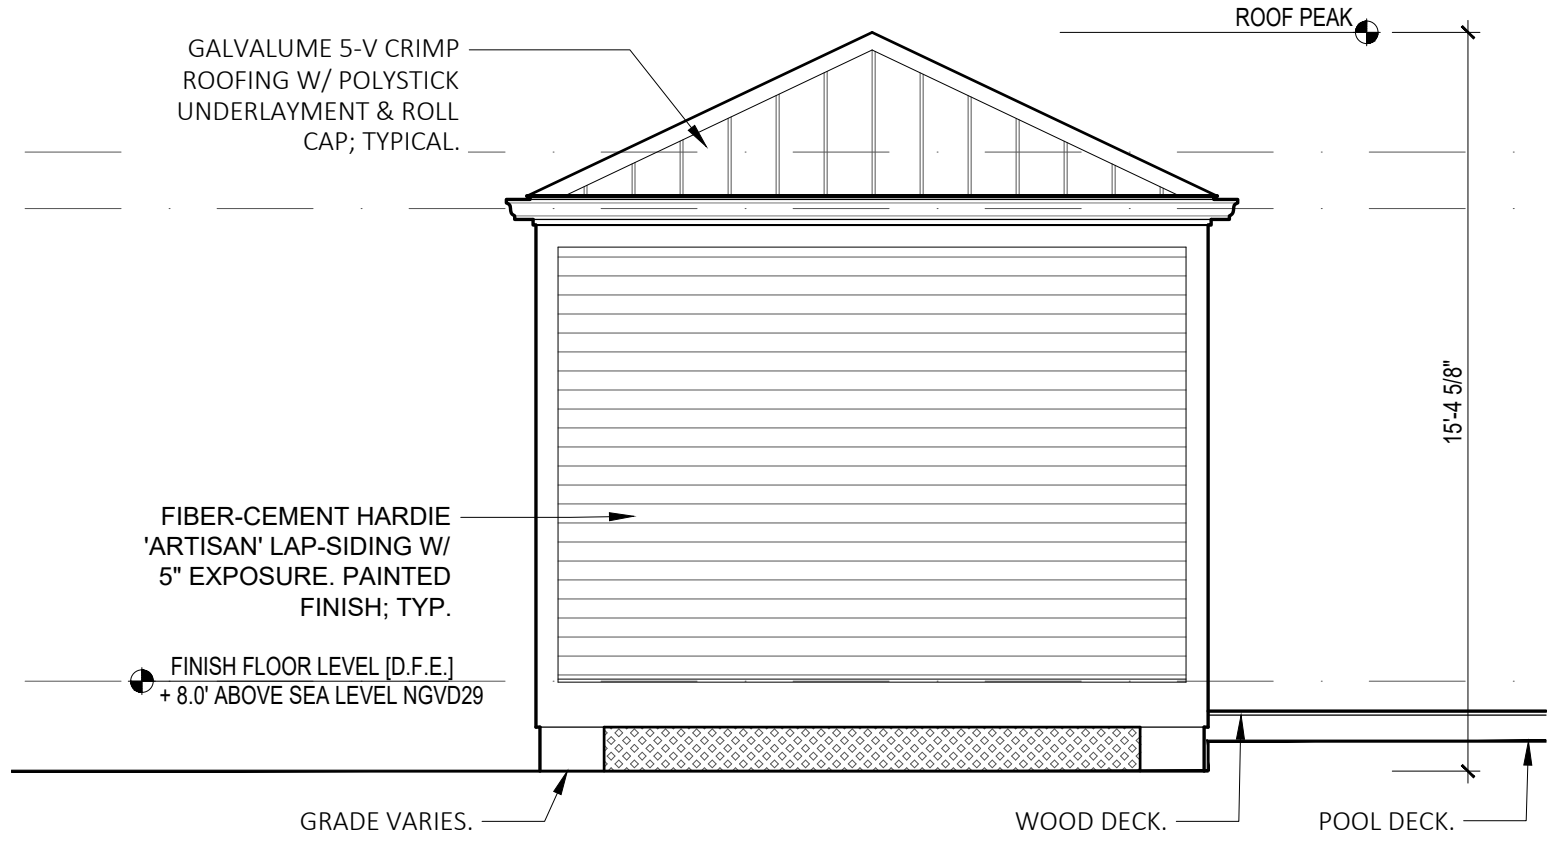 ROOF PEAK
GALVALUME 5-V CRIMP
ROOFING W/ POLYSTICK
UNDERLAYMENT & ROLL
CAP; TYPICAL.
15'-4 5/8"
FIBER-CEMENT HARDIE
'ARTISAN' LAP-SIDING W/
5" EXPOSURE. PAINTED
FINISH; TYP.
FINISH FLOOR LEVEL [D.F.E.]
+ 8.0' ABOVE SEA LEVEL NGVD29
GRADE VARIES.
WOOD DECK.
POOL DECK.